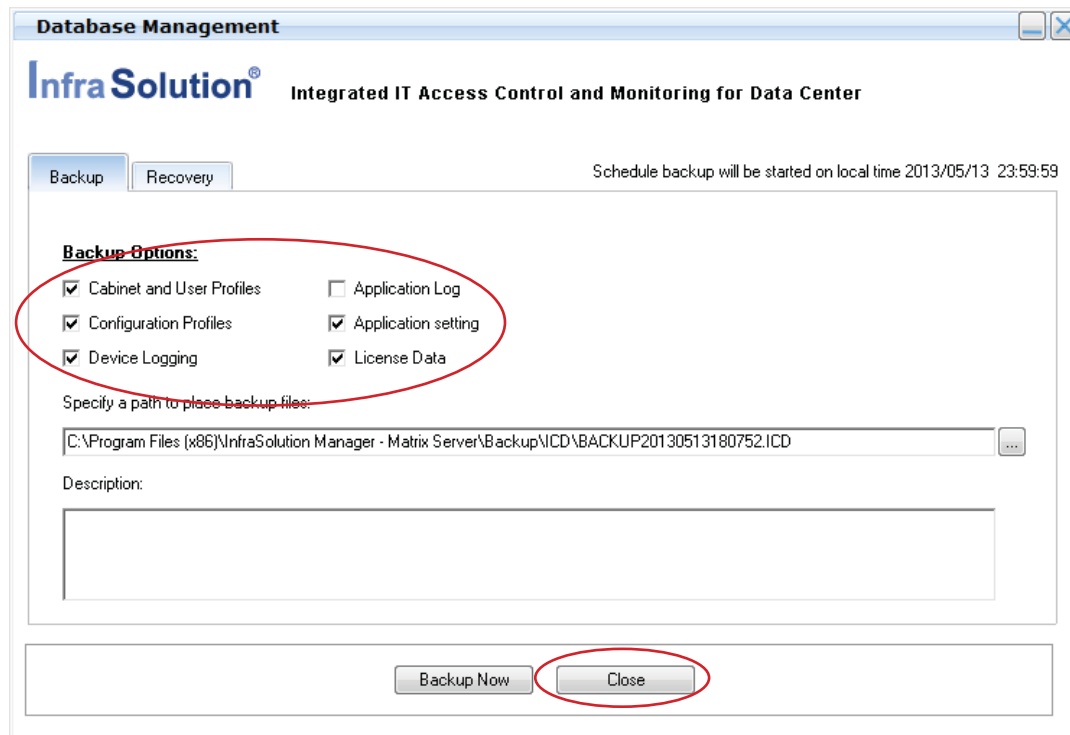 Database Management
InfraSolution® Integrated IT Access Control and Monitoring for Data Center
Backup Recovery Schedule backup will be started on local time 2013/05/13 23:59:59
Backup Options:
Cabinet and User Profiles Application Log
Configuration Profiles Application setting
Device Logging License Data
Specify a path to place backup files:
C:\Program Files (x86)\InfraSolution Manager - Matrix Server\Backup\ICD\BACKUP20130513180752.ICD ...
Description:
Backup Now Close